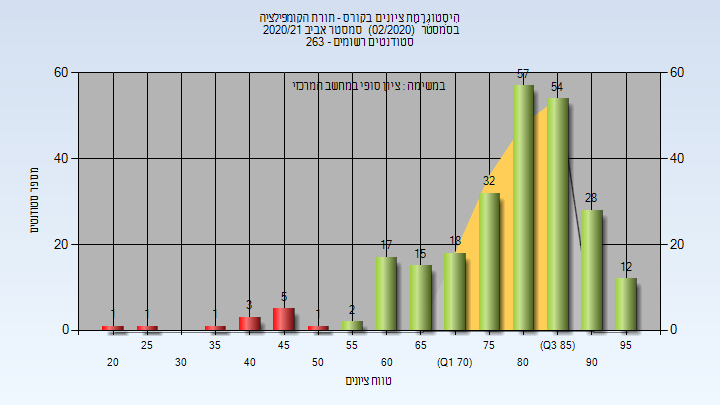 היסטוגרמת ציונים בקורס - תורת הקומפילציה
בסמסטר (02/2020) סמסטר אביב 2020/21
סטודנטים רשומים - 263
במשימה : ציון סופי במחשב המרכזי
60 60
40 40
20 20
0 0
מספר סטודנטים
1 1 1 3 5 1 2 17 15 18 32 57 54 28 12
25 35 45 55 65 75 (Q3 85) 95
20 30 40 50 60 (Q1 70) 80 90
טווח ציונים